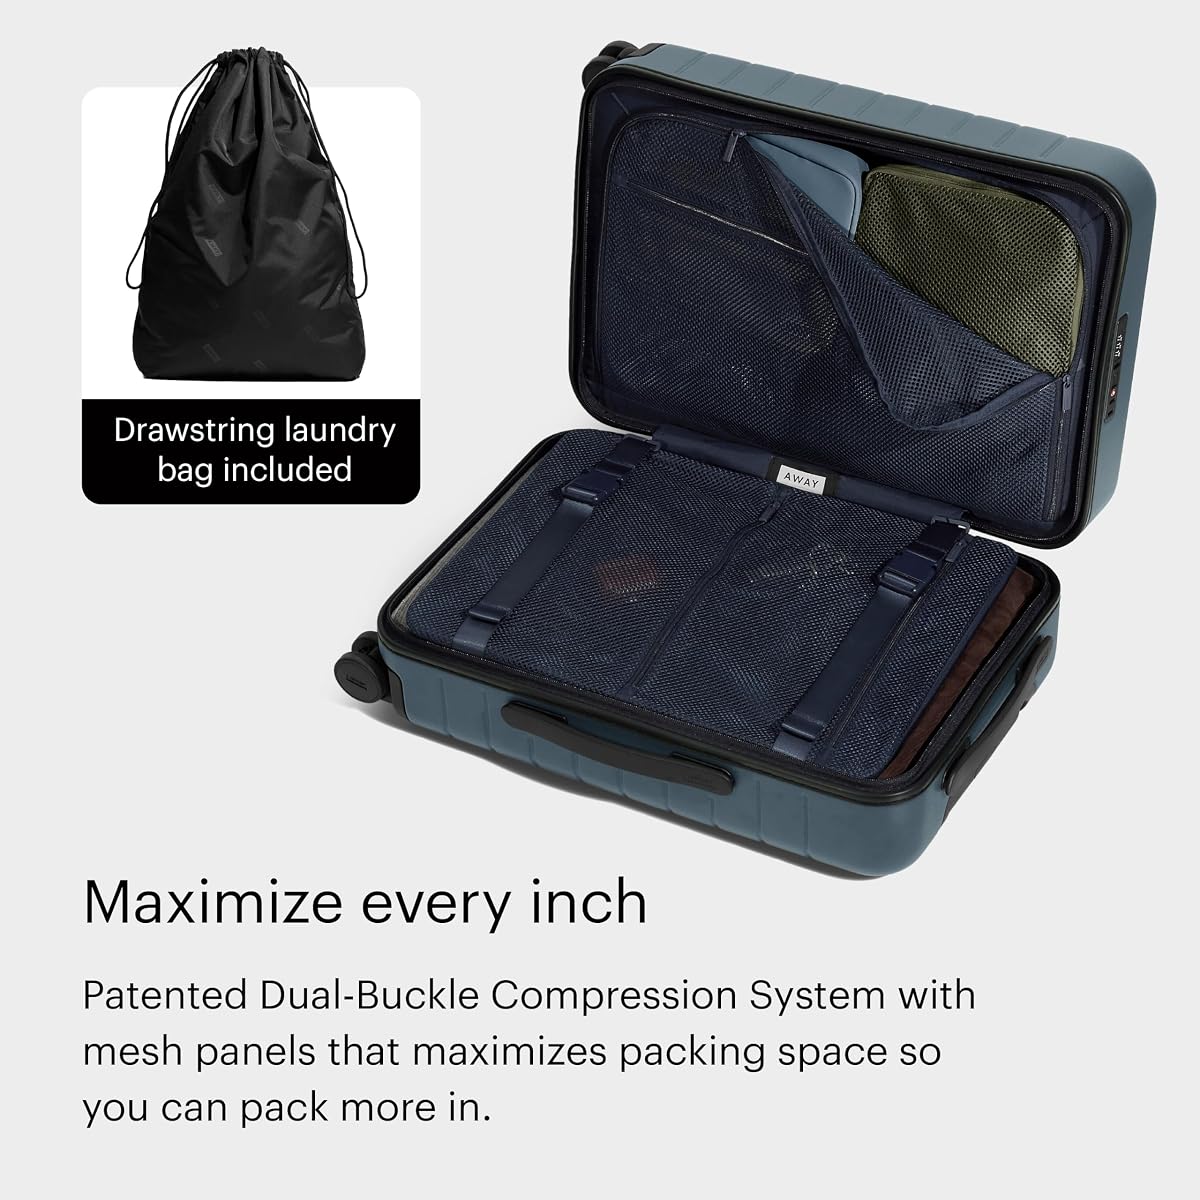 Drawstring laundry
bag included
AWAY
Maximize every inch
Patented Dual-Buckle Compression System with
mesh panels that maximizes packing space so
you can pack more in.